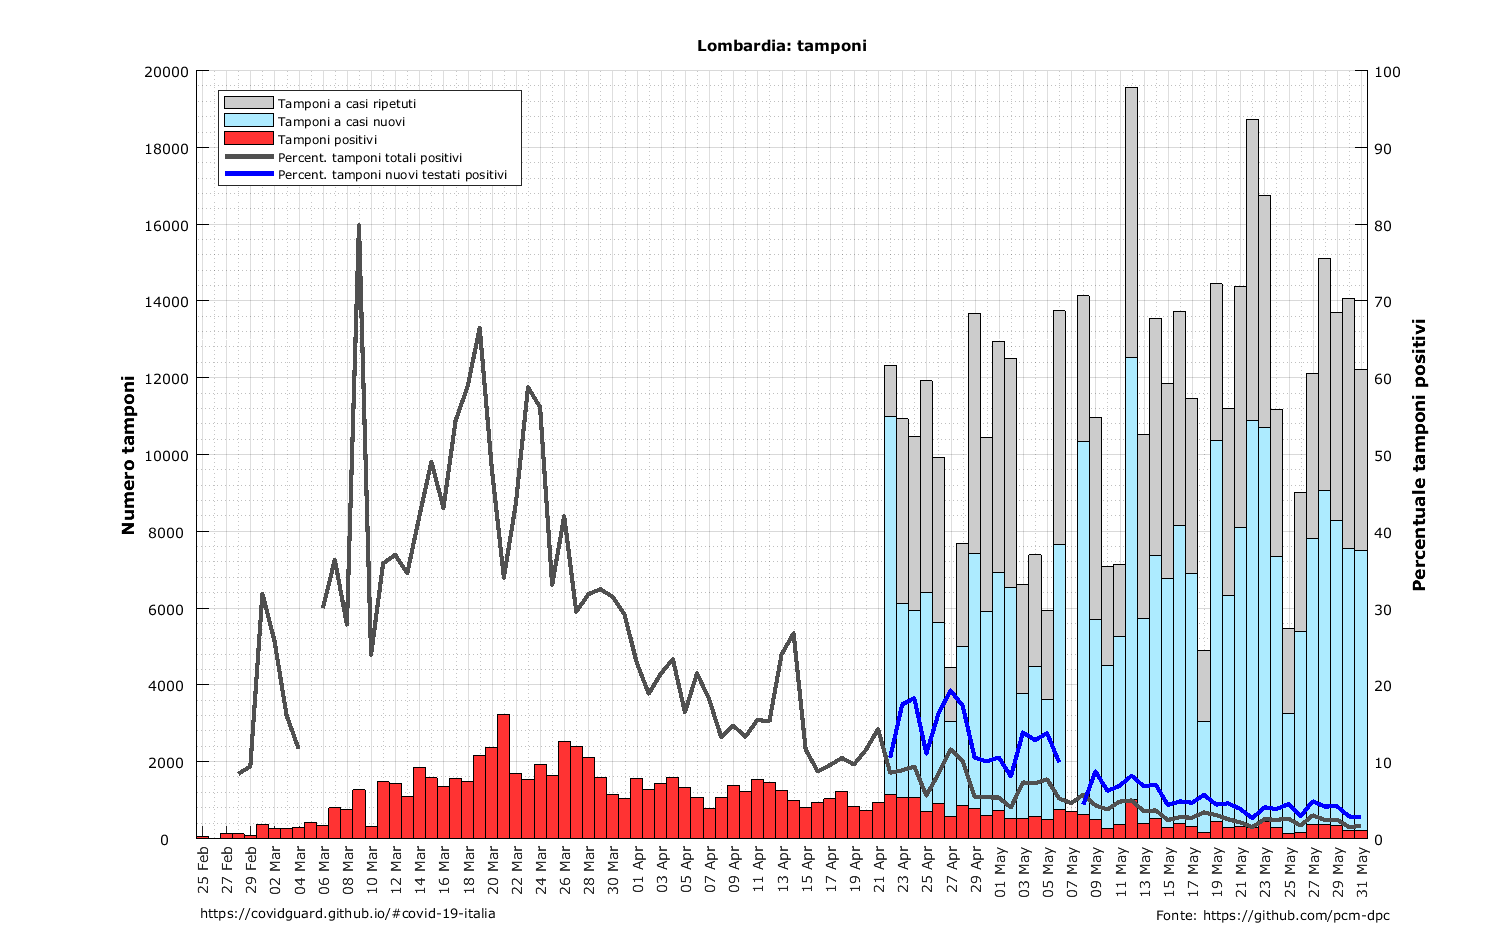 Lombardia: tamponi
Tamponi a casi ripetuti
Tamponi a casi nuovi
Tamponi positivi
Percent. tamponi totali positivi
Percent. tamponi nuovi testati positivi
Numero tamponi
20000
18000
16000
14000
12000
10000
8000
6000
4000
2000
0
Percentuale tamponi positivi
100
90
80
70
60
50
40
30
20
10
0
25 Feb
27 Feb
29 Feb
02 Mar
04 Mar
06 Mar
08 Mar
10 Mar
12 Mar
14 Mar
16 Mar
18 Mar
20 Mar
22 Mar
24 Mar
26 Mar
28 Mar
30 Mar
01 Apr
03 Apr
05 Apr
07 Apr
09 Apr
11 Apr
13 Apr
15 Apr
17 Apr
19 Apr
21 Apr
23 Apr
25 Apr
27 Apr
29 Apr
01 May
03 May
05 May
07 May
09 May
11 May
13 May
15 May
17 May
19 May
21 May
23 May
25 May
27 May
29 May
31 May
https://covidguard.github.io/#covid-19-italia
Fonte: https://github.com/pcm-dpc